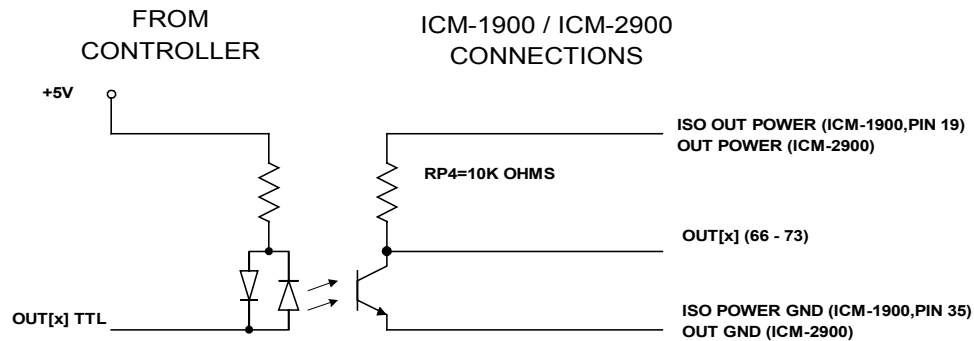 FROM
CONTROLLER
ICM-1900 / ICM-2900
CONNECTIONS
+5V
ISO OUT POWER (ICM-1900,PIN 19)
OUT POWER (ICM-2900)
RP4=10K OHMS
OUT[x] (66 - 73)
OUT[x] TTL
ISO POWER GND (ICM-1900,PIN 35)
OUT GND (ICM-2900)